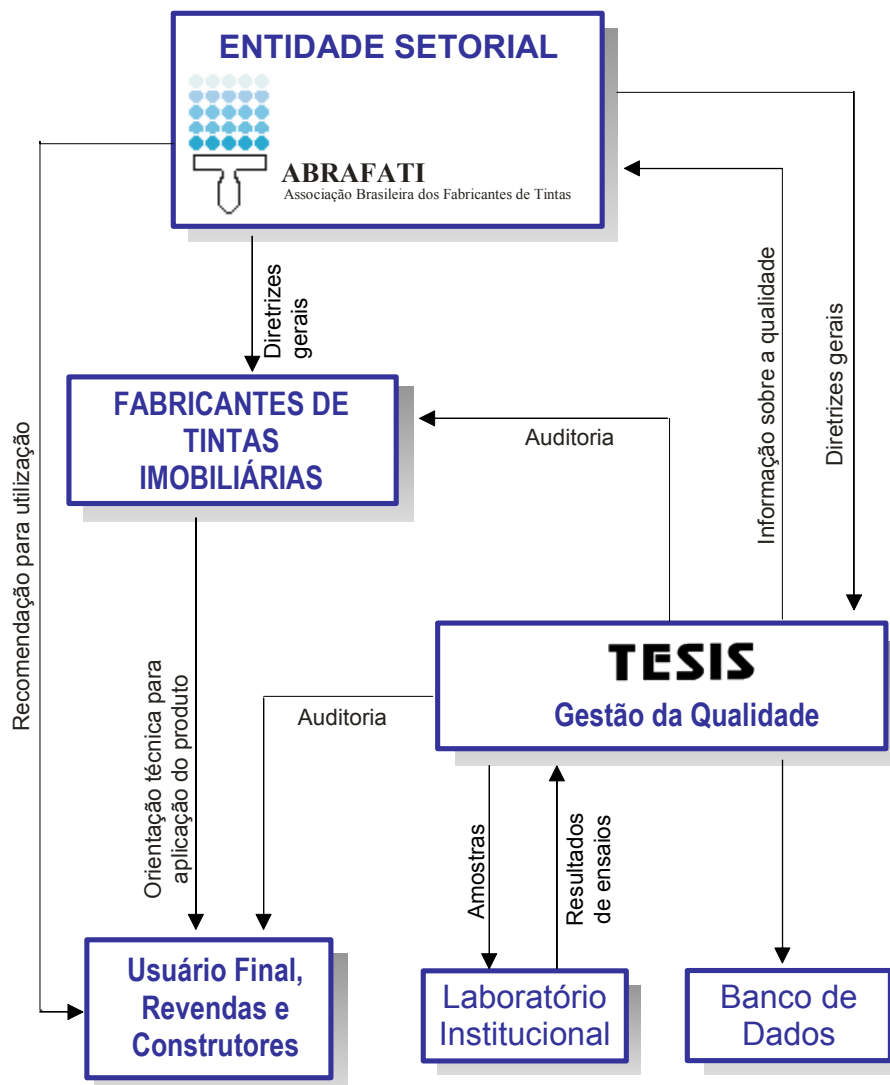 ENTIDADE SETORIAL
ABRAFATI
Associação Brasileira dos Fabricantes de Tintas
Diretrizes
gerais
Informação sobre a qualidade
Diretrizes gerais
FABRICANTES DE
TINTAS
IMOBILIÁRIAS
Auditoria
Recomendação para utilização
TESIS
Gestão da Qualidade
Orientação técnica para
aplicação do produto
Auditoria
Amostras
Resultados
de ensaios
Usuário Final,
Revendas e
Construtores
Laboratório
Institucional
Banco de
Dados